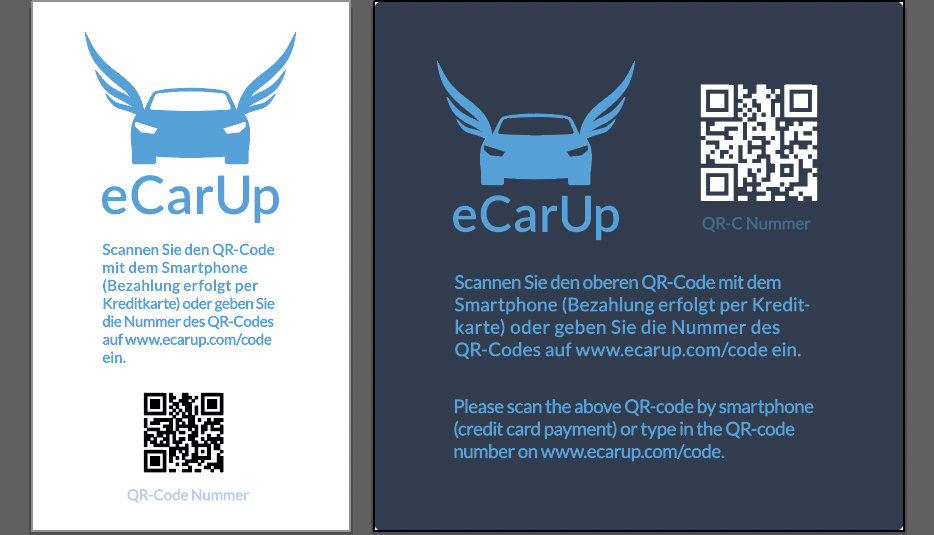 eCarUp
Scannen Sie den QR-Code
mit dem Smartphone
(Bezahlung erfolgt per
Kreditkarte) oder geben Sie
die Nummer des QR-Codes
auf www.ecarup.com/code
ein.
QR-Code Nummer
eCarUp
QR-C Nummer
Scannen Sie den oberen QR-Code mit dem
Smartphone (Bezahlung erfolgt per Kredit-
karte) oder geben Sie die Nummer des
QR-Codes auf www.ecarup.com/code ein.
Please scan the above QR-code by smartphone
(credit card payment) or type in the QR-code
number on www.ecarup.com/code.